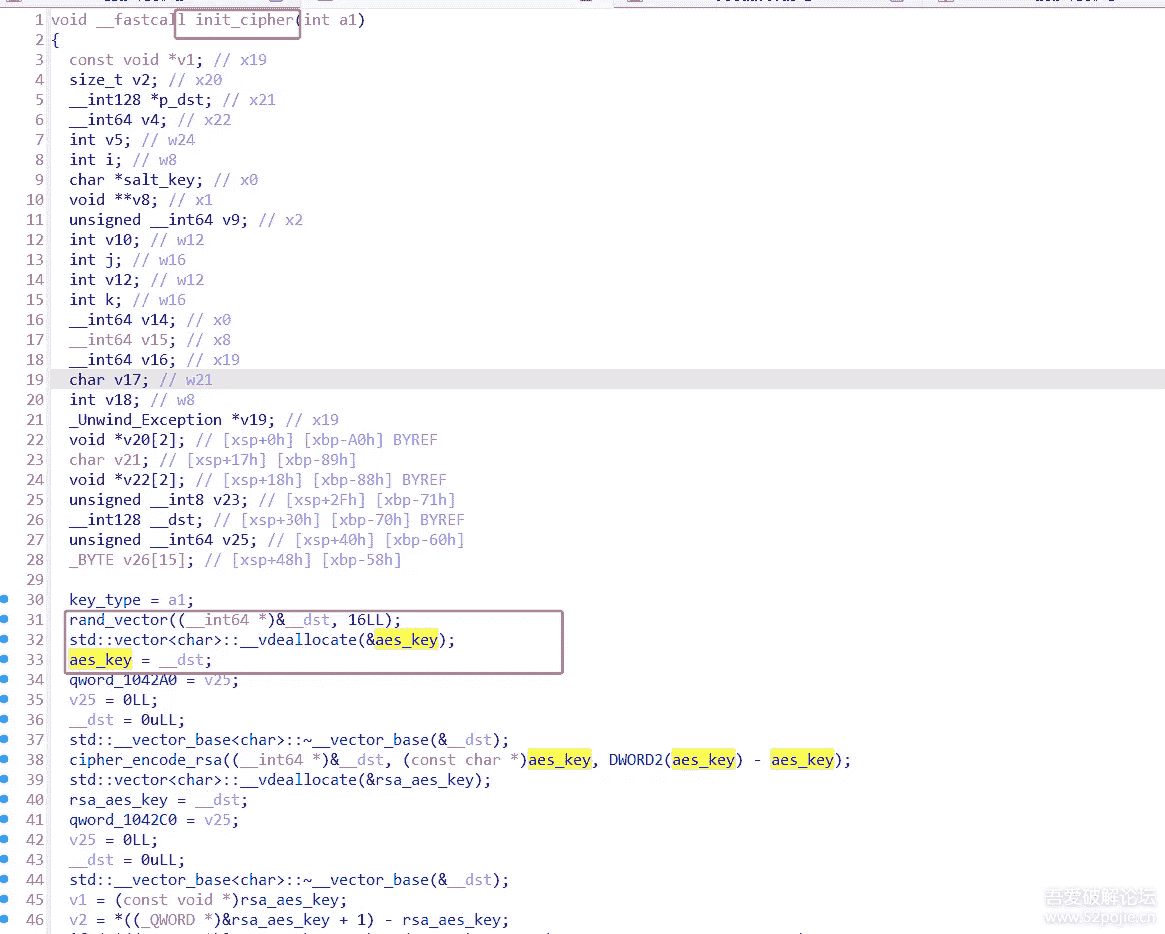 1 void __fastcall init_cipher(int a1)
2 {
3 const void *v1; // x19
4 size_t v2; // x20
5 __int128 *p_dst; // x21
6 __int64 v4; // x22
7 int v5; // w24
8 int i; // w8
9 char *salt_key; // x0
10 void **v8; // x1
11 unsigned __int64 v9; // x2
12 int v10; // w12
13 int j; // w16
14 int v12; // w12
15 int k; // w16
16 __int64 v14; // x0
17 __int64 v15; // x8
18 __int64 v16; // x19
19 char v17; // w21
20 int v18; // w8
21 _Unwind_Exception *v19; // x19
22 void *v20[2]; // [xsp+0h] [xbp-A0h] BYREF
23 char v21; // [xsp+17h] [xbp-89h]
24 void *v22[2]; // [xsp+18h] [xbp-88h] BYREF
25 unsigned __int8 v23; // [xsp+2Fh] [xbp-71h]
26 __int128 __dst; // [xsp+30h] [xbp-70h] BYREF
27 unsigned __int64 v25; // [xsp+40h] [xbp-60h]
28 _BYTE v26[15]; // [xsp+48h] [xbp-58h]
29
30 key_type = a1;
31 rand_vector((__int64 *)&__dst, 16LL);
32 std::vector<char>::__vdeallocate(&aes_key);
33 aes_key = __dst;
34 qword_1042A0 = v25;
35 v25 = 0LL;
36 __dst = 0uLL;
37 std::__vector_base<char>::~__vector_base(&__dst);
38 cipher_encode_rsa((__int64 *)&__dst, (const char *)aes_key, DWORD2(aes_key) - aes_key);
39 std::vector<char>::__vdeallocate(&rsa_aes_key);
40 rsa_aes_key = __dst;
41 qword_1042C0 = v25;
42 v25 = 0LL;
43 __dst = 0uLL;
44 std::__vector_base<char>::~__vector_base(&__dst);
45 v1 = (const void *)rsa_aes_key;
46 v2 = *((_QWORD *)&rsa_aes_key + 1) - rsa_aes_key;
吾爱破解论坛
www.52pojie.cn